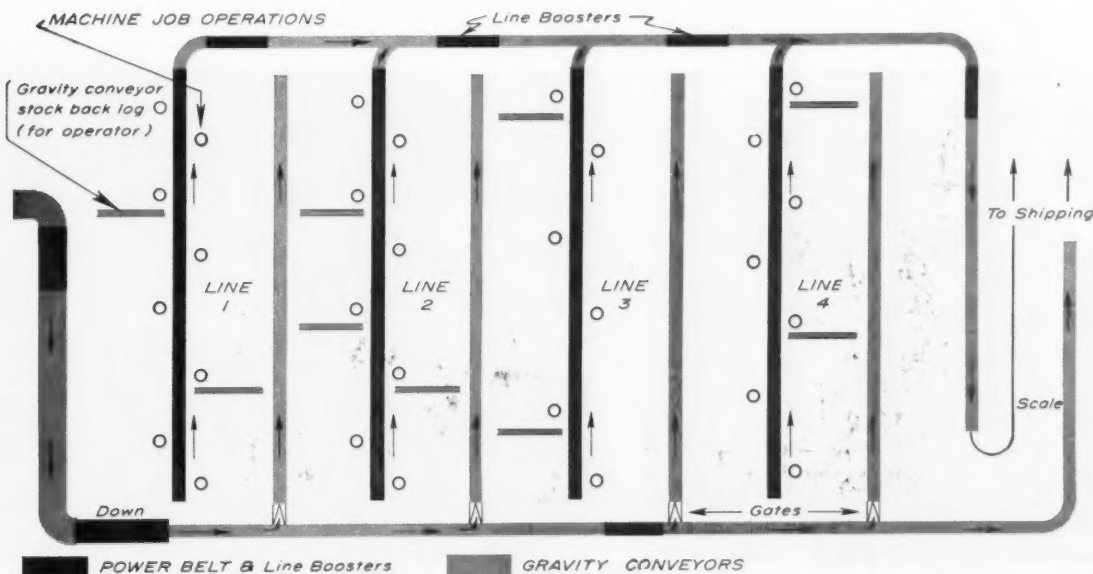 MACHINE JOB OPERATIONS
Line Boosters
Gravity conveyor
stock back log
(for operator)
To Shipping
LINE
1
LINE
2
LINE
3
LINE
4
Scale
Down
Gates
POWER BELT & Line Boosters
GRAVITY CONVEYORS